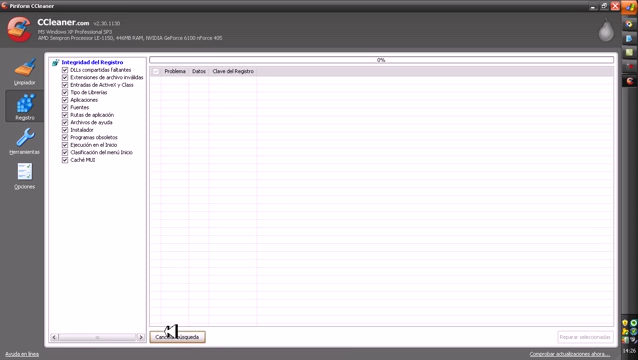 Piriform CCleaner
CCleaner.com v2.30.1130
MS Windows XP Professional SP3
AMD Sempron Processor LE-1150, 446MB RAM, NVIDIA GeForce 6100 nForce 405
Limpiador
Registro
Herramientas
Opciones
Integridad del Registro
DLLs compartidas faltantes
Extensiones de archivo inválidas
Entradas de ActiveX y Class
Tipo de Librerías
Aplicaciones
Fuentes
Rutas de aplicación
Archivos de ayuda
Instalador
Programas obsoletos
Ejecución en el Inicio
Clasificación del menú Inicio
Caché MUI
0%
Problema Datos Clave del Registro
búsqueda
Reparar seleccionadas
Ayuda en línea
Comprobar actualizaciones ahora...
14:26